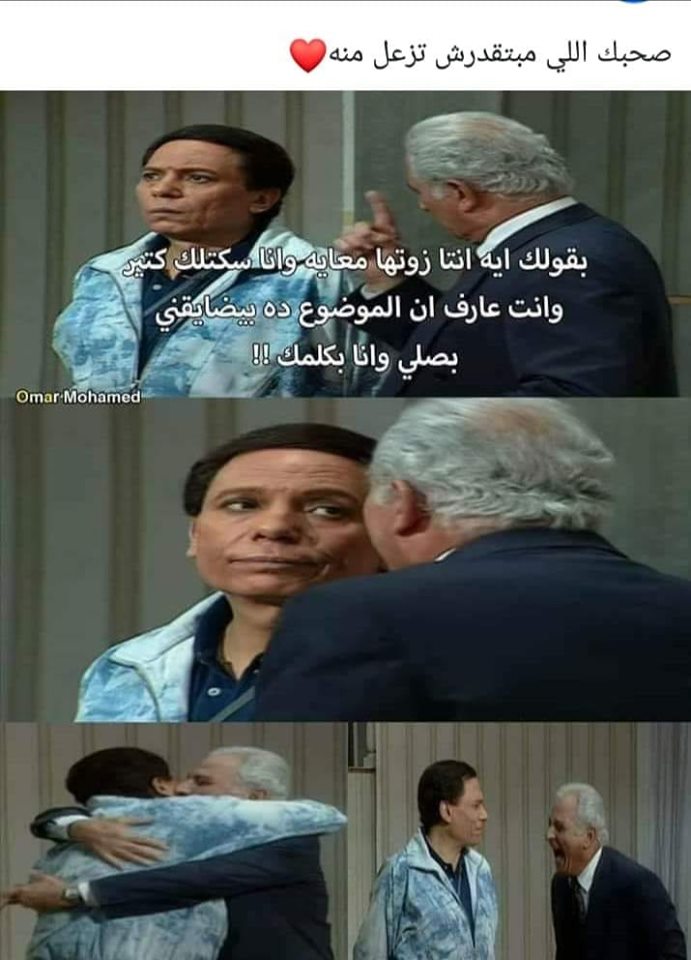 صحبك اللي مبتقدرش تزعل منه❤️
بقولك ايه انتا زوتها معايه وانا سكتلك كتير
وانت عارف ان الموضوع ده بيضايقني
بصلي وانا بكلمك !!
Omar Mohamed